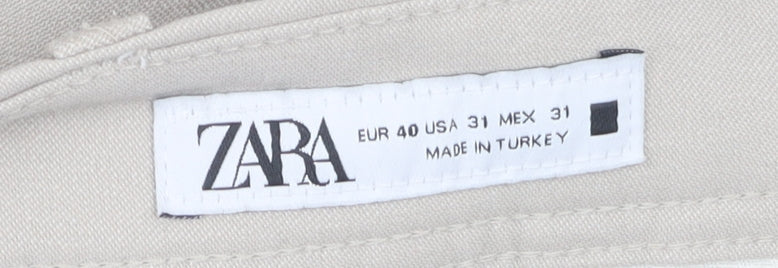 ZARA
EUR 40 USA 31 MEX 31
MADE IN TURKEY